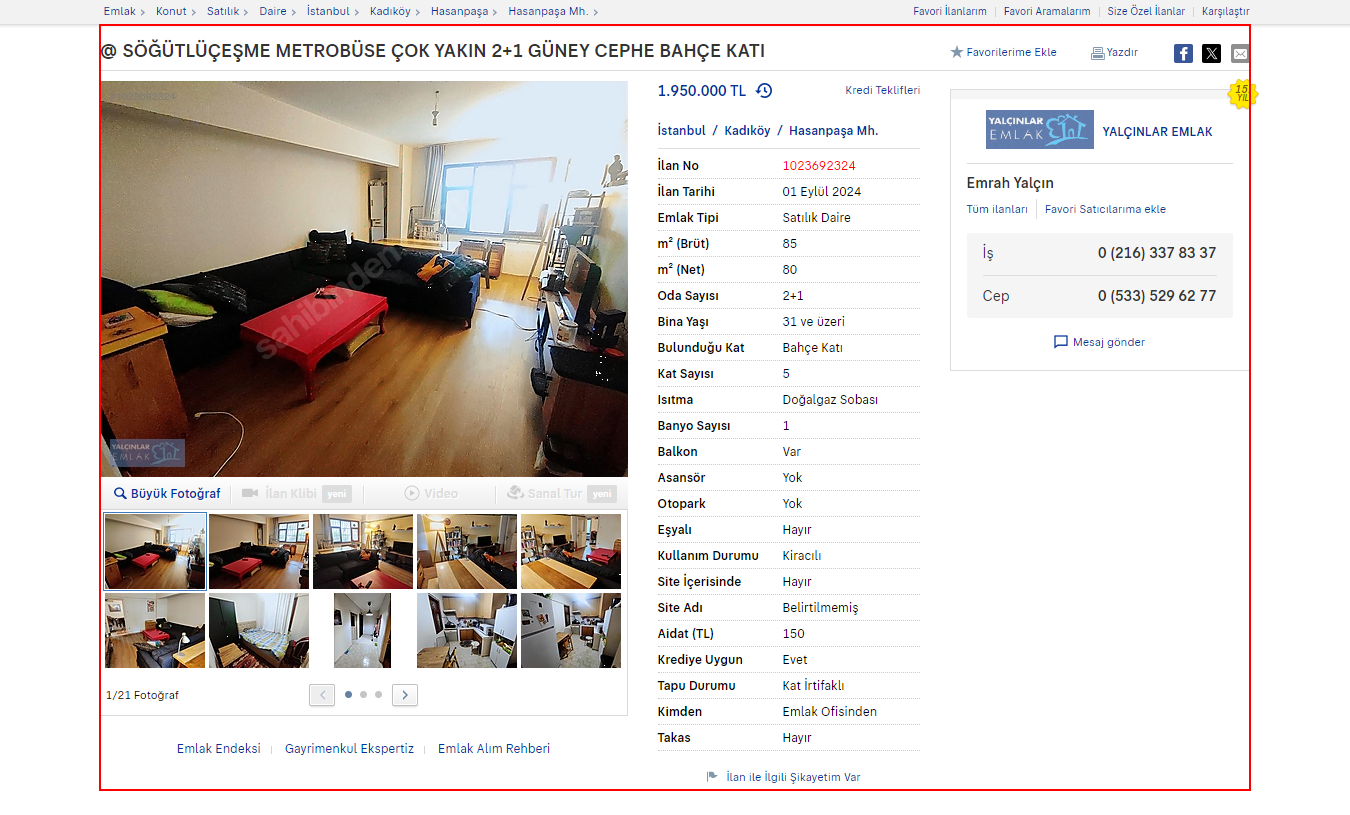 Emlak > Konut > Satılık > Daire > İstanbul > Kadıköy > Hasanpaşa > Hasanpaşa Mh. >
Favori İlanlarım | Favori Aramalarım | Size Özel İlanlar | Karşılaştır
@ SÖĞÜTLÜÇEŞME METROBÜSE ÇOK YAKIN 2+1 GÜNEY CEPHE BAHÇE KATI
Favorilerime Ekle
Yazdır
sahibinden
YALÇINLAR
EMLAK
Büyük Fotoğraf
İlan Klibi yeni
Video
Sanal Tur yeni
1/21 Fotoğraf
Emlak Endeksi | Gayrimenkul Ekspertiz | Emlak Alım Rehberi
1.950.000 TL
Kredi Teklifleri
İstanbul / Kadıköy / Hasanpaşa Mh.
İlan No 1023692324
İlan Tarihi 01 Eylül 2024
Emlak Tipi Satılık Daire
m² (Brüt) 85
m² (Net) 80
Oda Sayısı 2+1
Bina Yaşı 31 ve üzeri
Bulunduğu Kat Bahçe Katı
Kat Sayısı 5
Isıtma Doğalgaz Sobası
Banyo Sayısı 1
Balkon Var
Asansör Yok
Otopark Yok
Eşyalı Hayır
Kullanım Durumu Kiracılı
Site İçerisinde Hayır
Site Adı Belirtilmemiş
Aidat (TL) 150
Krediye Uygun Evet
Tapu Durumu Kat İrtifaklı
Kimden Emlak Ofisinden
Takas Hayır
İlan ile İlgili Şikayetim Var
15.
YIL
YALÇINLAR
EMLAK
YALÇINLAR EMLAK
Emrah Yalçın
Tüm ilanları | Favori Satıcılarıma ekle
İş 0 (216) 337 83 37
Cep 0 (533) 529 62 77
Mesaj gönder